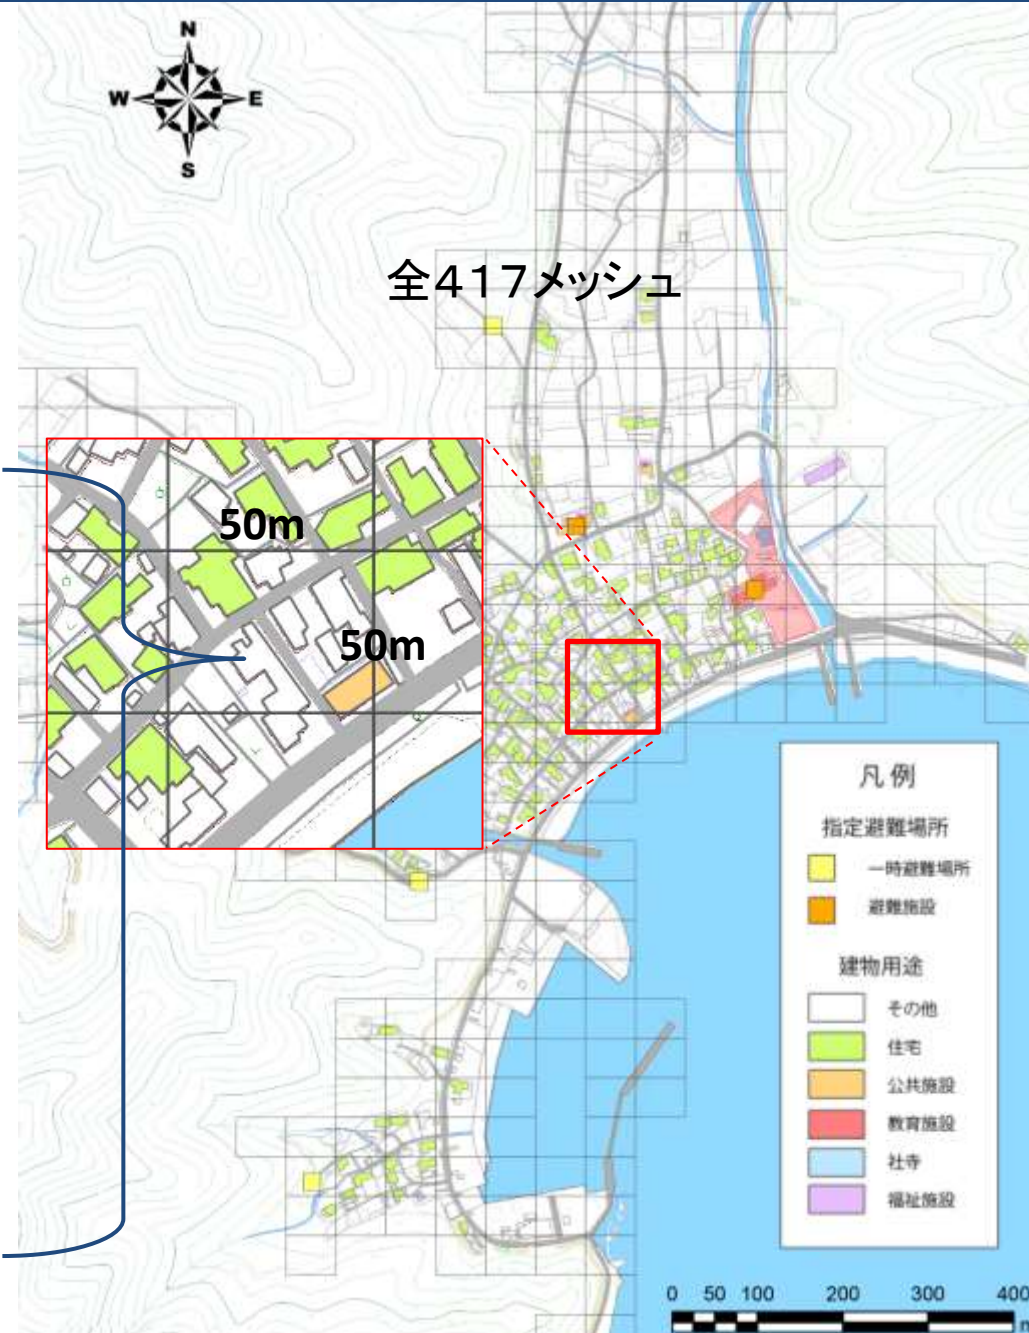 N
W E
S
全417メッシュ
50m
50m
凡例
指定避難場所
一時避難場所
避難施設
建物用途
その他
住宅
公共施設
教育施設
社寺
福祉施設
0 50 100 200 300 400
m